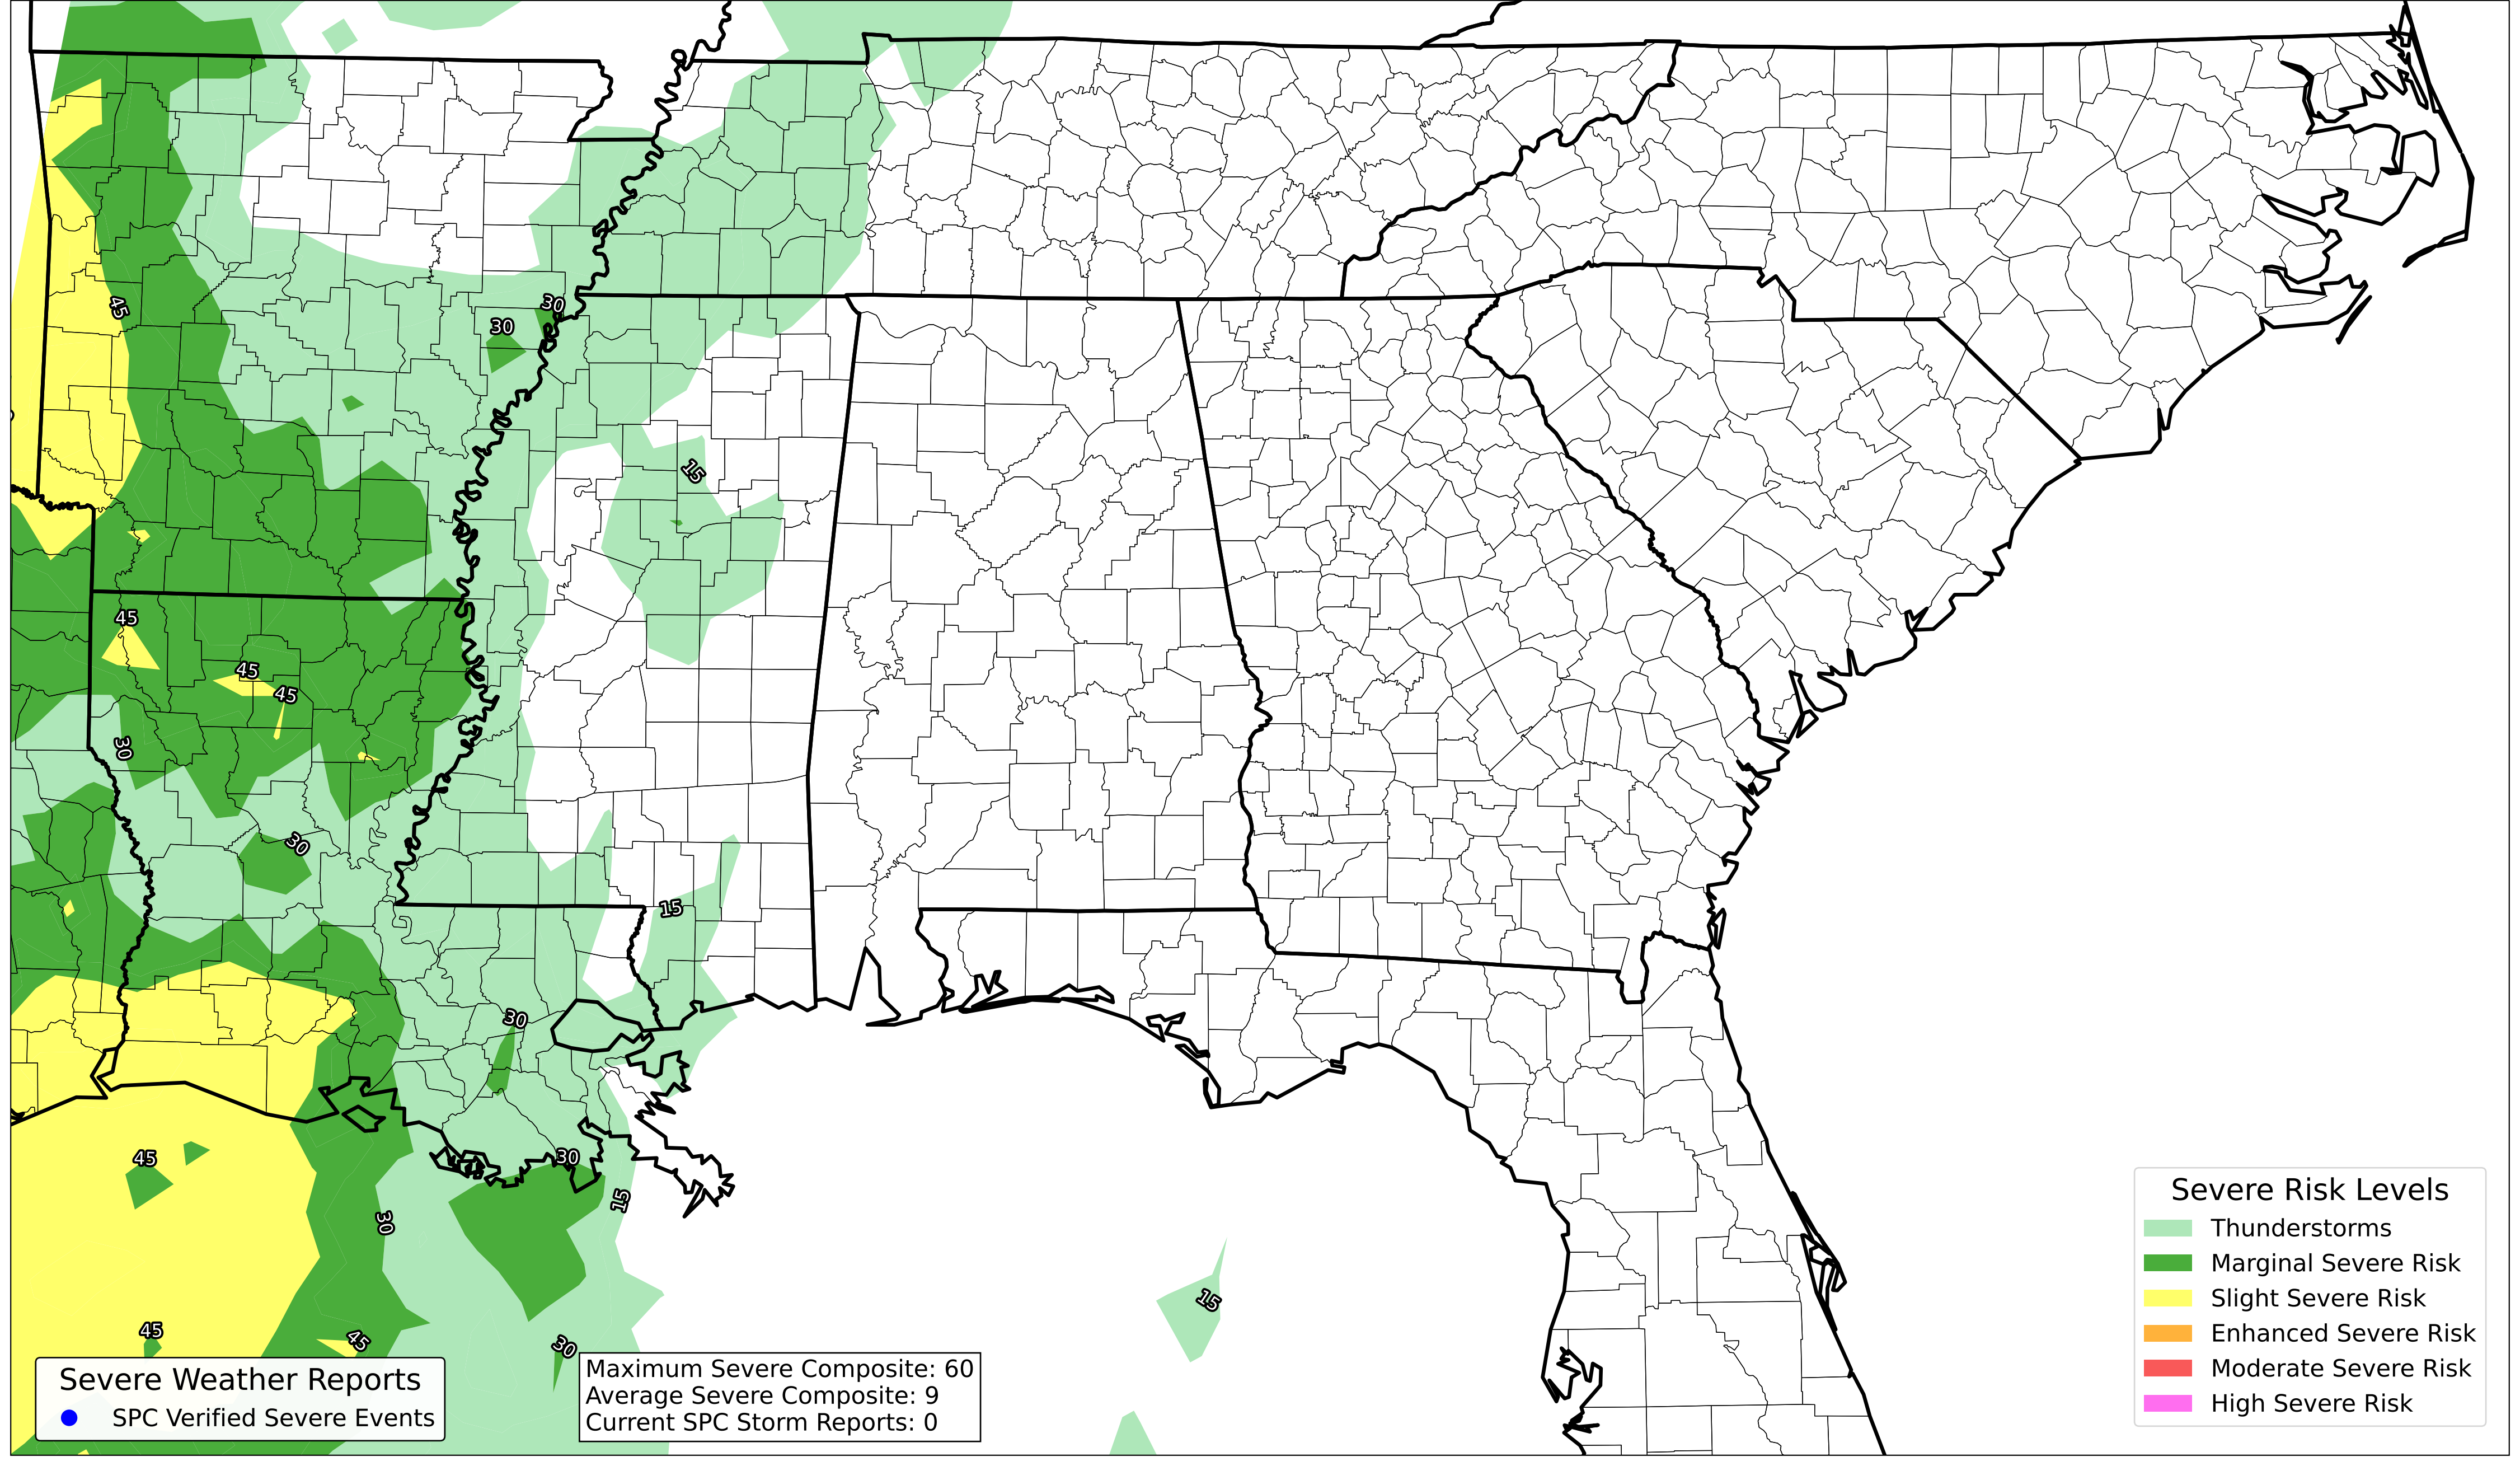 45
30
30
15
45
45
45
30
30
15
30
45
30
30
15
15
45
45
30
Severe Risk Levels
Thunderstorms
Marginal Severe Risk
Slight Severe Risk
Enhanced Severe Risk
Moderate Severe Risk
High Severe Risk
Severe Weather Reports
SPC Verified Severe Events
Maximum Severe Composite: 60
Average Severe Composite: 9
Current SPC Storm Reports: 0